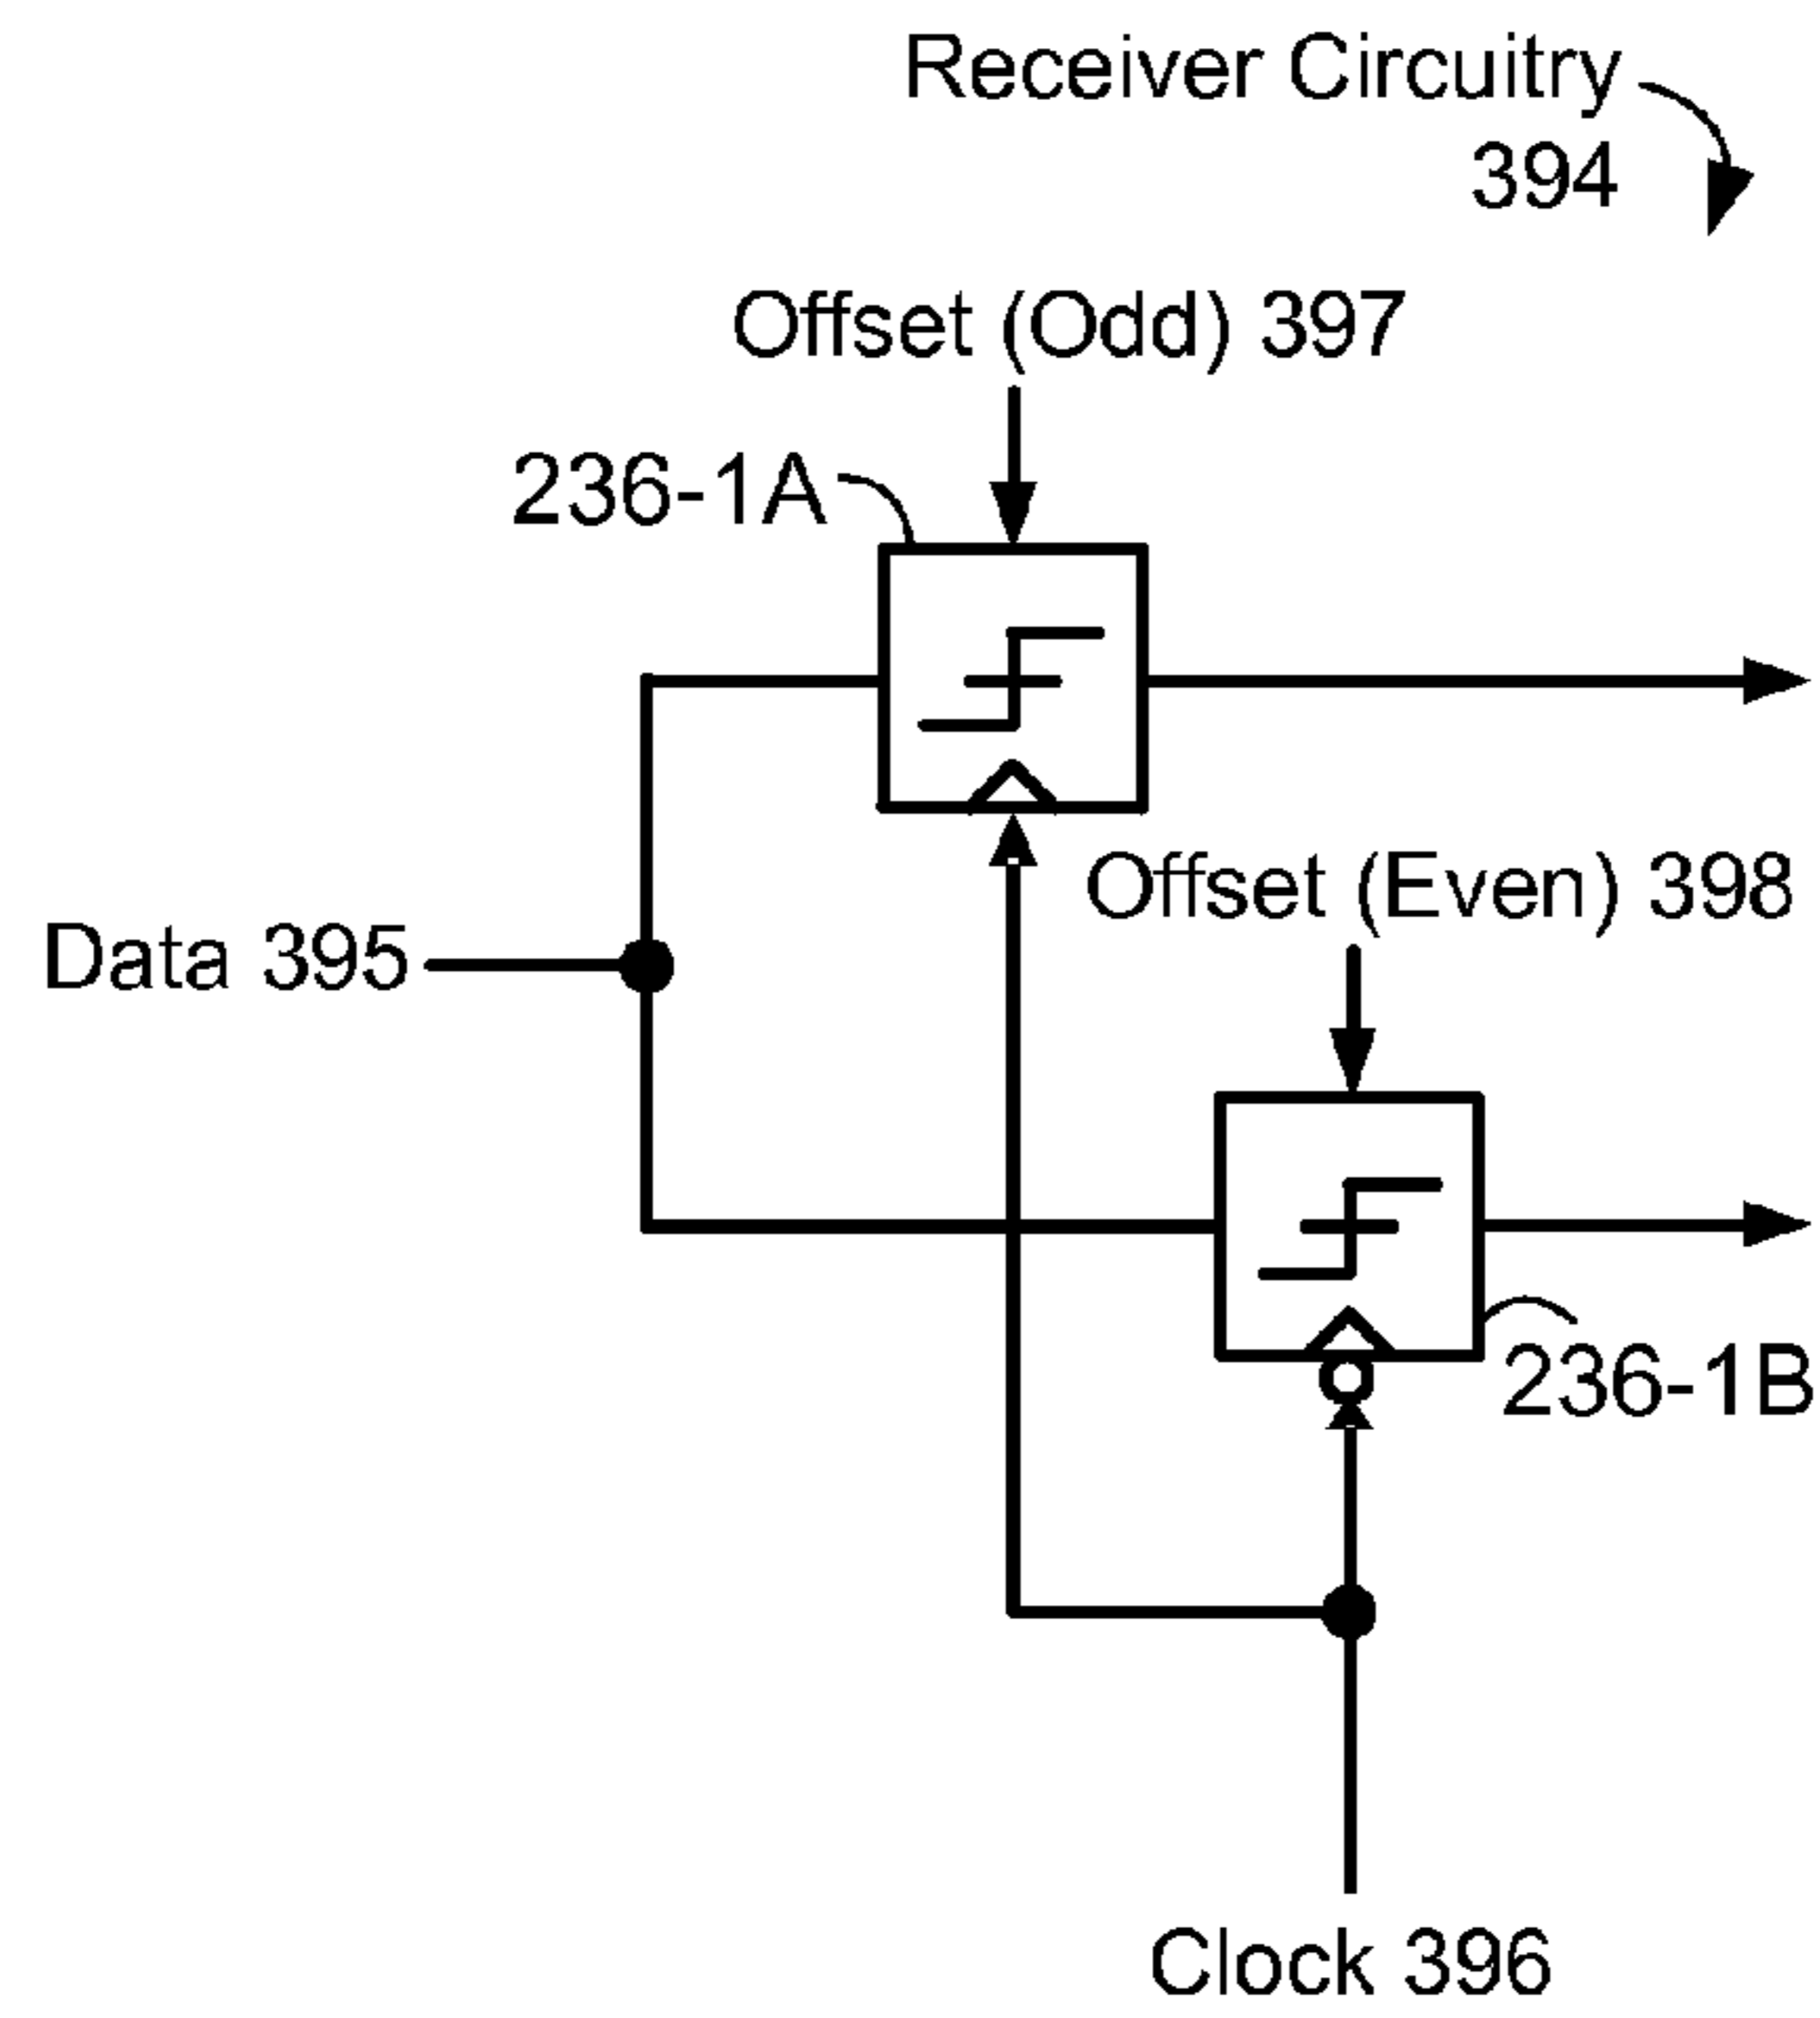 Receiver Circuitry
394
Offset (Odd) 397
236-1A
Offset (Even) 398
Data 395
236-1B
Clock 396